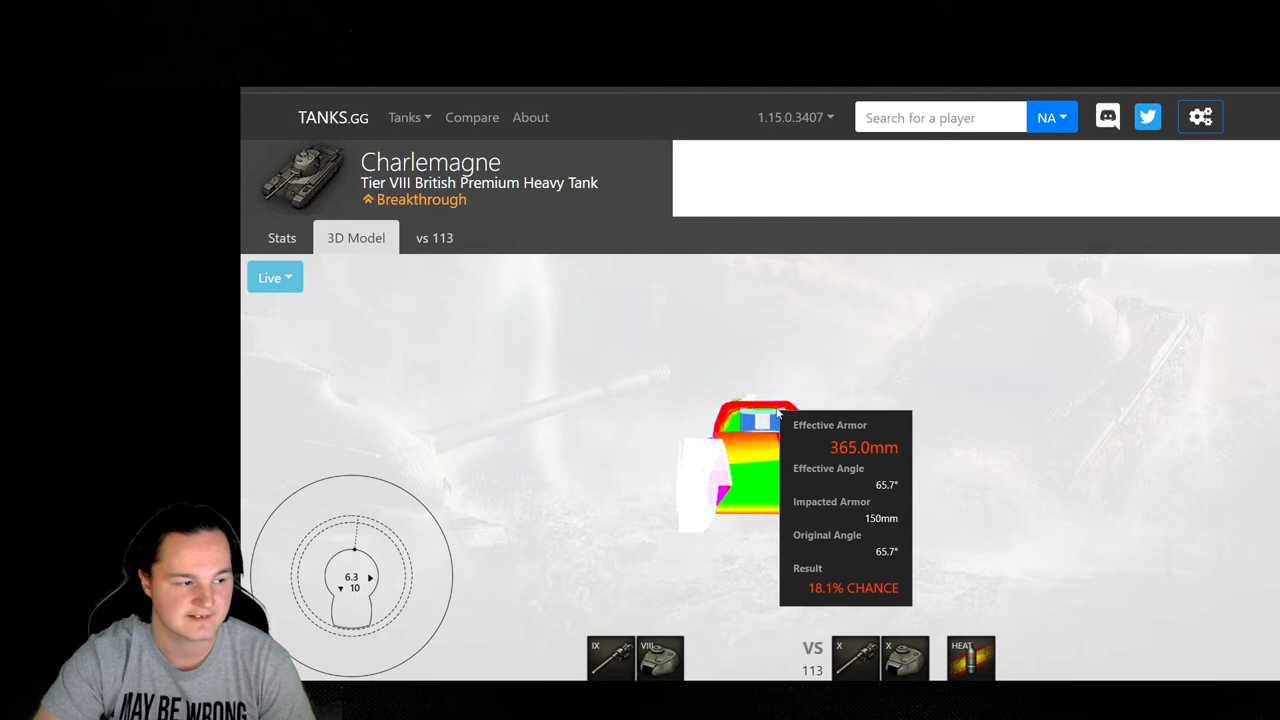 TANKS.GG
Tanks
Compare
About
1.15.0.3407
Search for a player
NA
Charlemagne
Tier VIII British Premium Heavy Tank
Breakthrough
Stats
3D Model
vs 113
Live
Effective Armor
365.0mm
Effective Angle
65.7°
Impacted Armor
150mm
Original Angle
65.7°
Result
18.1% CHANCE
6.3
10
IX
VIII
VS
113
X
X
HEAT
MAY BE WRONG